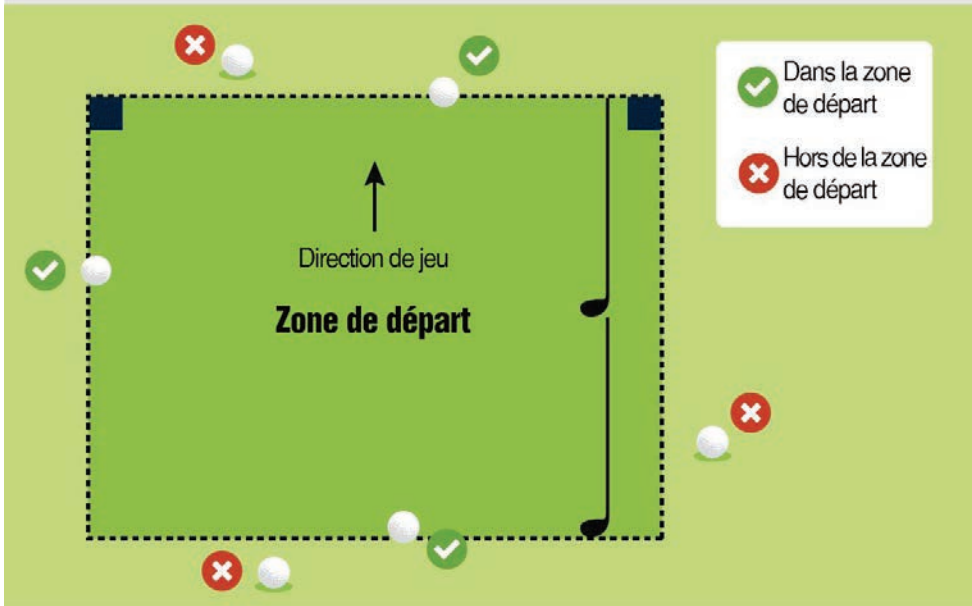 Dans la zone
de départ
Hors de la zone
de départ
Direction de jeu
Zone de départ